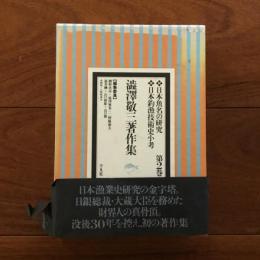 日本魚名の研究
日本釣漁技術史小考
第2巻
澁澤敬三著作集
日本漁業史研究の金字塔。
日銀総裁・大蔵大臣を務めた
財界人の真骨頂。
没後30年を控え、初の著作集